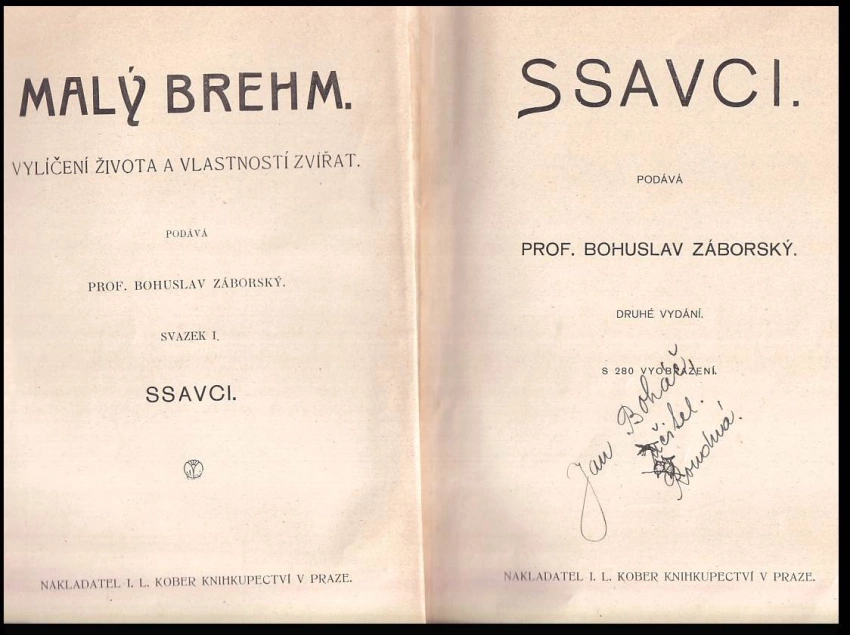 MALÝ BREHM.
VYLÍČENÍ ŽIVOTA A VLASTNOSTÍ ZVÍŘAT.
PODÁVÁ
PROF. BOHUSLAV ZÁBORSKÝ.
SVAZEK I.
SSAVCI.
NAKLADATEL I. L. KOBER KNIHKUPECTVÍ V PRAZE.
SSAVCI.
PODÁVÁ
PROF. BOHUSLAV ZÁBORSKÝ.
DRUHÉ VYDÁNÍ.
S 280 VYOBRAZENÍ.
Jan Boháč,
učitel.
Roudná.
NAKLADATEL I. L. KOBER KNIHKUPECTVÍ V PRAZE.